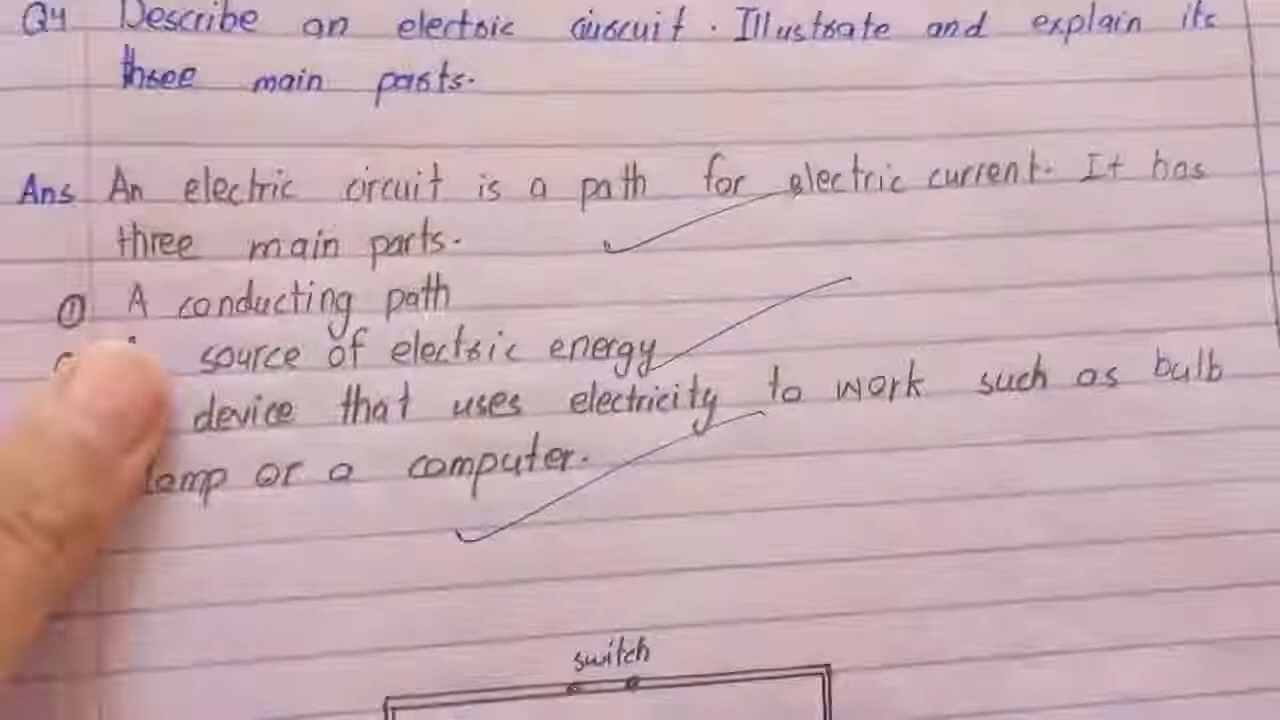 Q4 Describe an electric circuit. Illustrate and explain its
three main parts.
Ans An electric circuit is a path for electric current. It has
three main parts.
① A conducting path
source of electric energy
device that uses electricity to work such as bulb
lamp or a computer.
switch